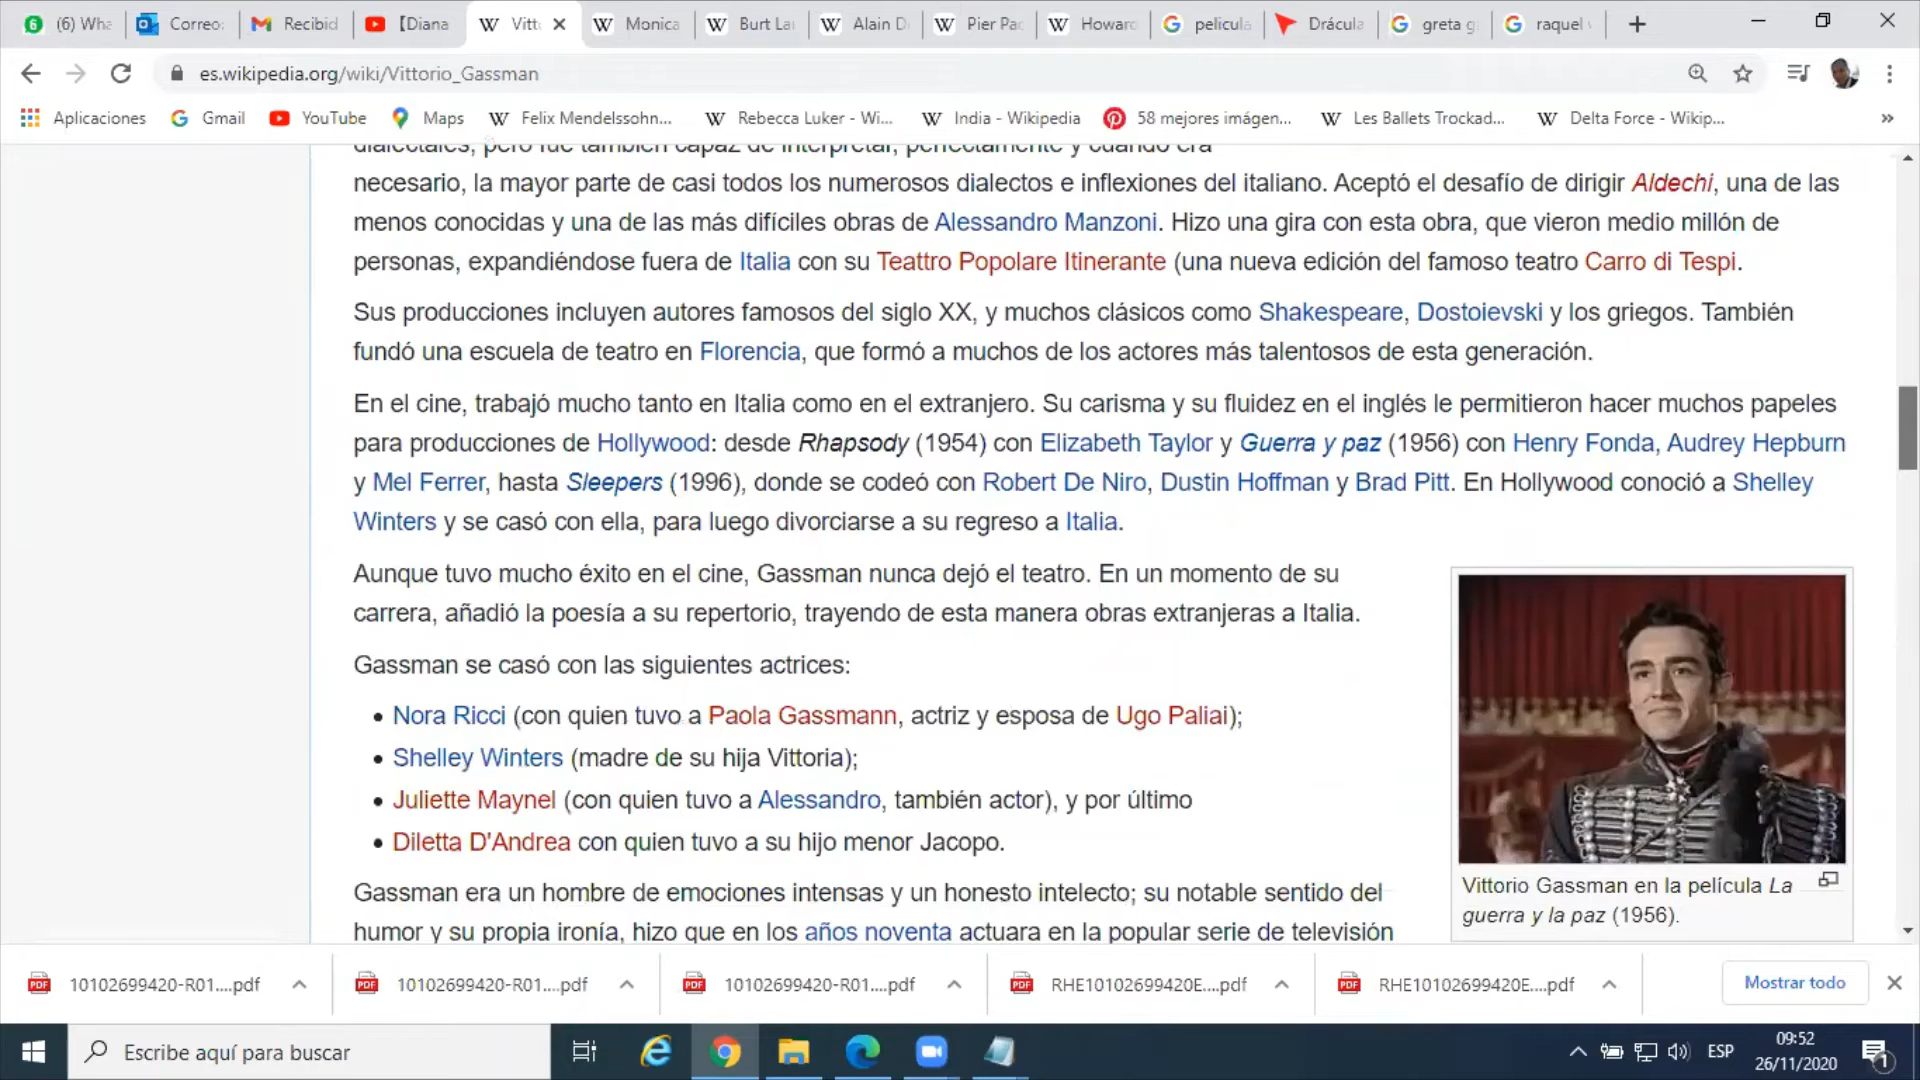 (6) Wha
Correo:
Recibid
【Diana
Vitto
Monica
Burt La
Alain D
Pier Pa
Howard
pelicula
Drácula
greta g
raquel
es.wikipedia.org/wiki/Vittorio_Gassman
Aplicaciones
Gmail
YouTube
Maps
Felix Mendelssohn...
Rebecca Luker - Wi...
India - Wikipedia
58 mejores imágen...
Les Ballets Trockad...
Delta Force - Wikip...
»
dialectales, pero fue también capaz de interpretar, perfectamente y cuando era
necesario, la mayor parte de casi todos los numerosos dialectos e inflexiones del italiano. Aceptó el desafío de dirigir Aldechi, una de las
menos conocidas y una de las más difíciles obras de Alessandro Manzoni. Hizo una gira con esta obra, que vieron medio millón de
personas, expandiéndose fuera de Italia con su Teattro Popolare Itinerante (una nueva edición del famoso teatro Carro di Tespi.
Sus producciones incluyen autores famosos del siglo XX, y muchos clásicos como Shakespeare, Dostoievski y los griegos. También
fundó una escuela de teatro en Florencia, que formó a muchos de los actores más talentosos de esta generación.
En el cine, trabajó mucho tanto en Italia como en el extranjero. Su carisma y su fluidez en el inglés le permitieron hacer muchos papeles
para producciones de Hollywood: desde Rhapsody (1954) con Elizabeth Taylor y Guerra y paz (1956) con Henry Fonda, Audrey Hepburn
y Mel Ferrer, hasta Sleepers (1996), donde se codeó con Robert De Niro, Dustin Hoffman y Brad Pitt. En Hollywood conoció a Shelley
Winters y se casó con ella, para luego divorciarse a su regreso a Italia.
Aunque tuvo mucho éxito en el cine, Gassman nunca dejó el teatro. En un momento de su
carrera, añadió la poesía a su repertorio, trayendo de esta manera obras extranjeras a Italia.
Gassman se casó con las siguientes actrices:
• Nora Ricci (con quien tuvo a Paola Gassmann, actriz y esposa de Ugo Paliai);
• Shelley Winters (madre de su hija Vittoria);
• Juliette Maynel (con quien tuvo a Alessandro, también actor), y por último
• Diletta D'Andrea con quien tuvo a su hijo menor Jacopo.
Gassman era un hombre de emociones intensas y un honesto intelecto; su notable sentido del
humor y su propia ironía, hizo que en los años noventa actuara en la popular serie de televisión
Vittorio Gassman en la película La
guerra y la paz (1956).
10102699420-R01....pdf
10102699420-R01....pdf
10102699420-R01....pdf
RHE10102699420E....pdf
RHE10102699420E....pdf
Mostrar todo
Escribe aquí para buscar
ESP
09:52
26/11/2020
1